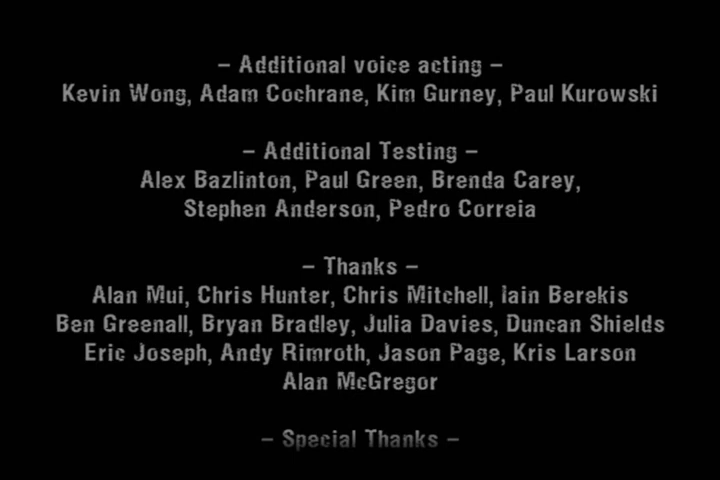 – Additional voice acting –
Kevin Wong, Adam Cochrane, Kim Gurney, Paul Kurowski
– Additional Testing –
Alex Bazlinton, Paul Green, Brenda Carey,
Stephen Anderson, Pedro Correia
– Thanks –
Alan Mui, Chris Hunter, Chris Mitchell, Iain Berekis
Ben Greenall, Bryan Bradley, Julia Davies, Duncan Shields
Eric Joseph, Andy Rimroth, Jason Page, Kris Larson
Alan McGregor
– Special Thanks –